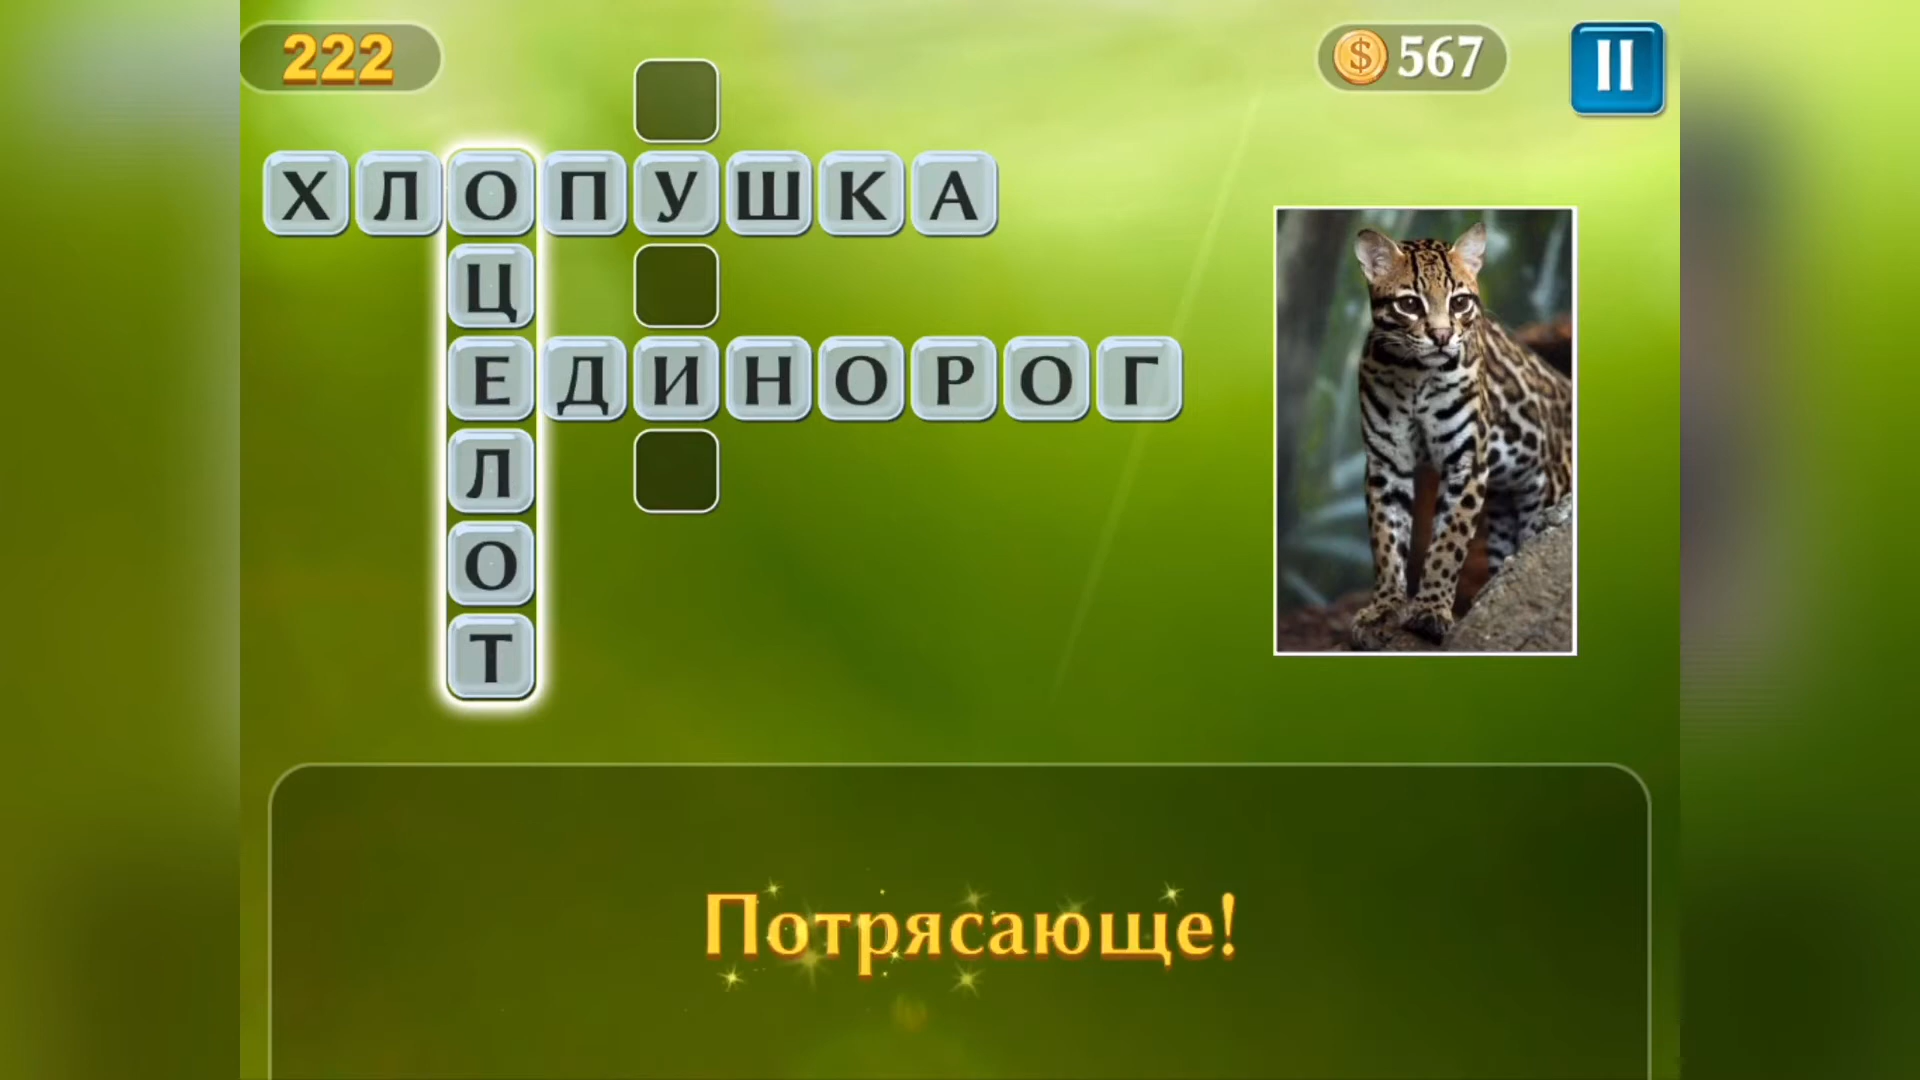 222
$ 567
ХЛОПУШКА
ОЦЕЛОТ
ЕДИНОРОГ
Потрясающе!